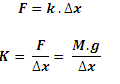 F = k . Δx
K = F / Δx = M.g / Δx